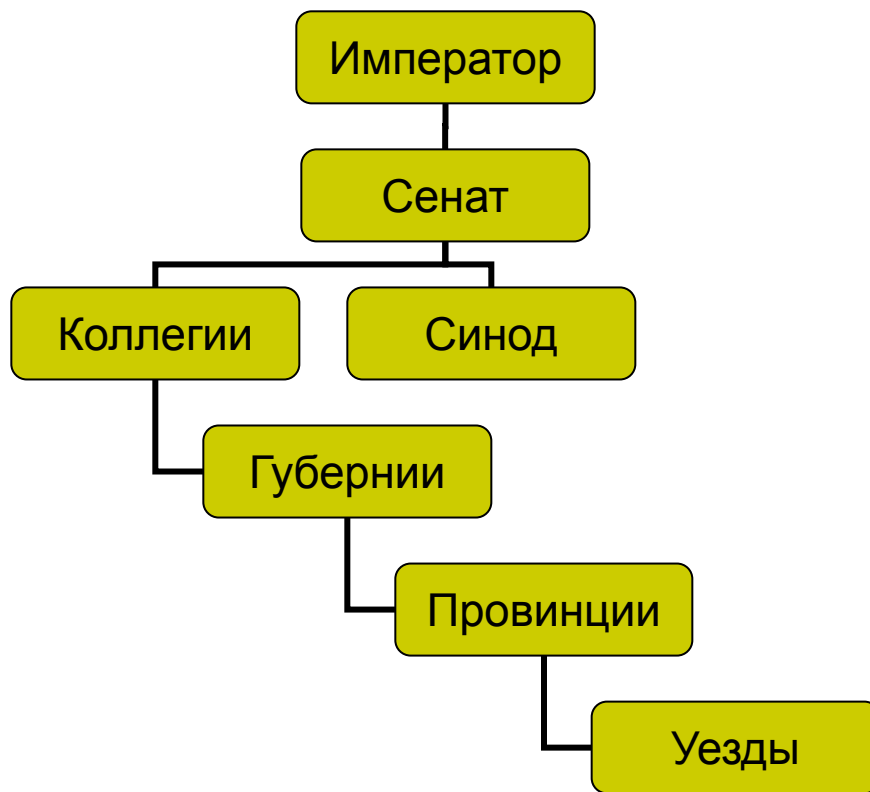 Император
Сенат
Коллегии
Синод
Губернии
Провинции
Уезды